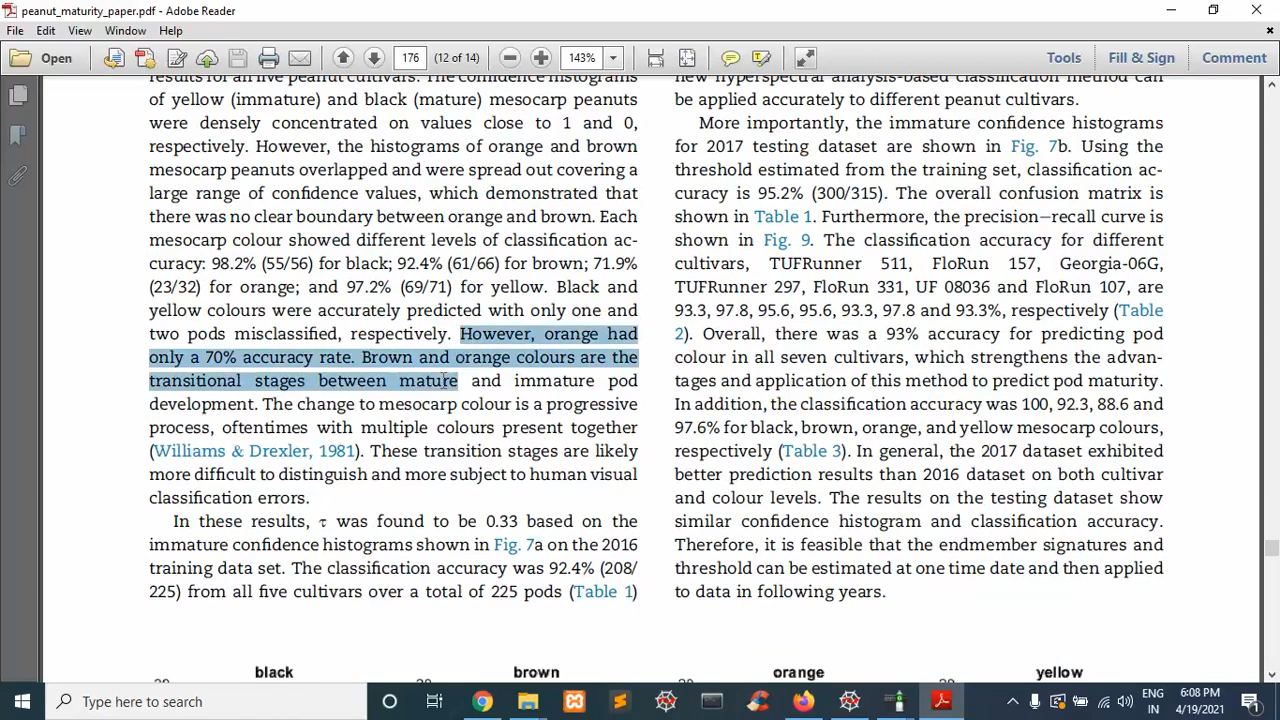 peanut_maturity_paper.pdf - Adobe Reader
File Edit View Window Help
Open 176 (12 of 14) 143% Tools Fill & Sign Comment
results for all five peanut cultivars. The confidence histograms
of yellow (immature) and black (mature) mesocarp peanuts
were densely concentrated on values close to 1 and 0,
respectively. However, the histograms of orange and brown
mesocarp peanuts overlapped and were spread out covering a
large range of confidence values, which demonstrated that
there was no clear boundary between orange and brown. Each
mesocarp colour showed different levels of classification ac-
curacy: 98.2% (55/56) for black; 92.4% (61/66) for brown; 71.9%
(23/32) for orange; and 97.2% (69/71) for yellow. Black and
yellow colours were accurately predicted with only one and
two pods misclassified, respectively. However, orange had
only a 70% accuracy rate. Brown and orange colours are the
transitional stages between mature and immature pod
development. The change to mesocarp colour is a progressive
process, oftentimes with multiple colours present together
(Williams & Drexler, 1981). These transition stages are likely
more difficult to distinguish and more subject to human visual
classification errors.
In these results, τ was found to be 0.33 based on the
immature confidence histograms shown in Fig. 7a on the 2016
training data set. The classification accuracy was 92.4% (208/
225) from all five cultivars over a total of 225 pods (Table 1)
new hyperspectral analysis-based classification method can
be applied accurately to different peanut cultivars.
More importantly, the immature confidence histograms
for 2017 testing dataset are shown in Fig. 7b. Using the
threshold estimated from the training set, classification ac-
curacy is 95.2% (300/315). The overall confusion matrix is
shown in Table 1. Furthermore, the precision–recall curve is
shown in Fig. 9. The classification accuracy for different
cultivars, TUFRunner 511, FloRun 157, Georgia-06G,
TUFRunner 297, FloRun 331, UF 08036 and FloRun 107, are
93.3, 97.8, 95.6, 95.6, 93.3, 97.8 and 93.3%, respectively (Table
2). Overall, there was a 93% accuracy for predicting pod
colour in all seven cultivars, which strengthens the advan-
tages and application of this method to predict pod maturity.
In addition, the classification accuracy was 100, 92.3, 88.6 and
97.6% for black, brown, orange, and yellow mesocarp colours,
respectively (Table 3). In general, the 2017 dataset exhibited
better prediction results than 2016 dataset on both cultivar
and colour levels. The results on the testing dataset show
similar confidence histogram and classification accuracy.
Therefore, it is feasible that the endmember signatures and
threshold can be estimated at one time date and then applied
to data in following years.
black brown orange yellow
Type here to search
ENG 6:08 PM
IN 4/19/2021